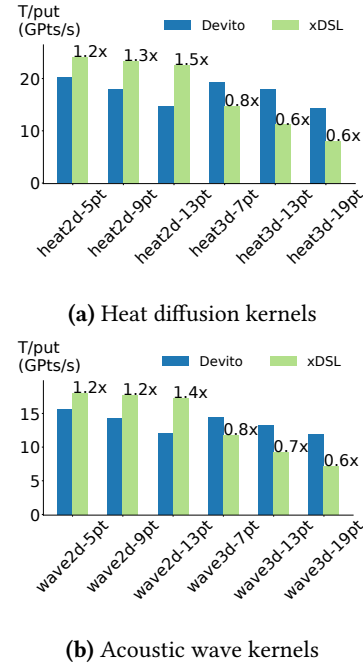 T/put
(GPts/s)
Devito
xDSL
1.2x
1.3x
1.5x
0.8x
0.6x
0.6x
20
10
0
heat2d-5pt
heat2d-9pt
heat2d-13pt
heat3d-7pt
heat3d-13pt
heat3d-19pt
(a) Heat diffusion kernels
T/put
(GPts/s)
Devito
xDSL
1.2x
1.2x
1.4x
0.8x
0.7x
0.6x
15
10
5
0
wave2d-5pt
wave2d-9pt
wave2d-13pt
wave3d-7pt
wave3d-13pt
wave3d-19pt
(b) Acoustic wave kernels